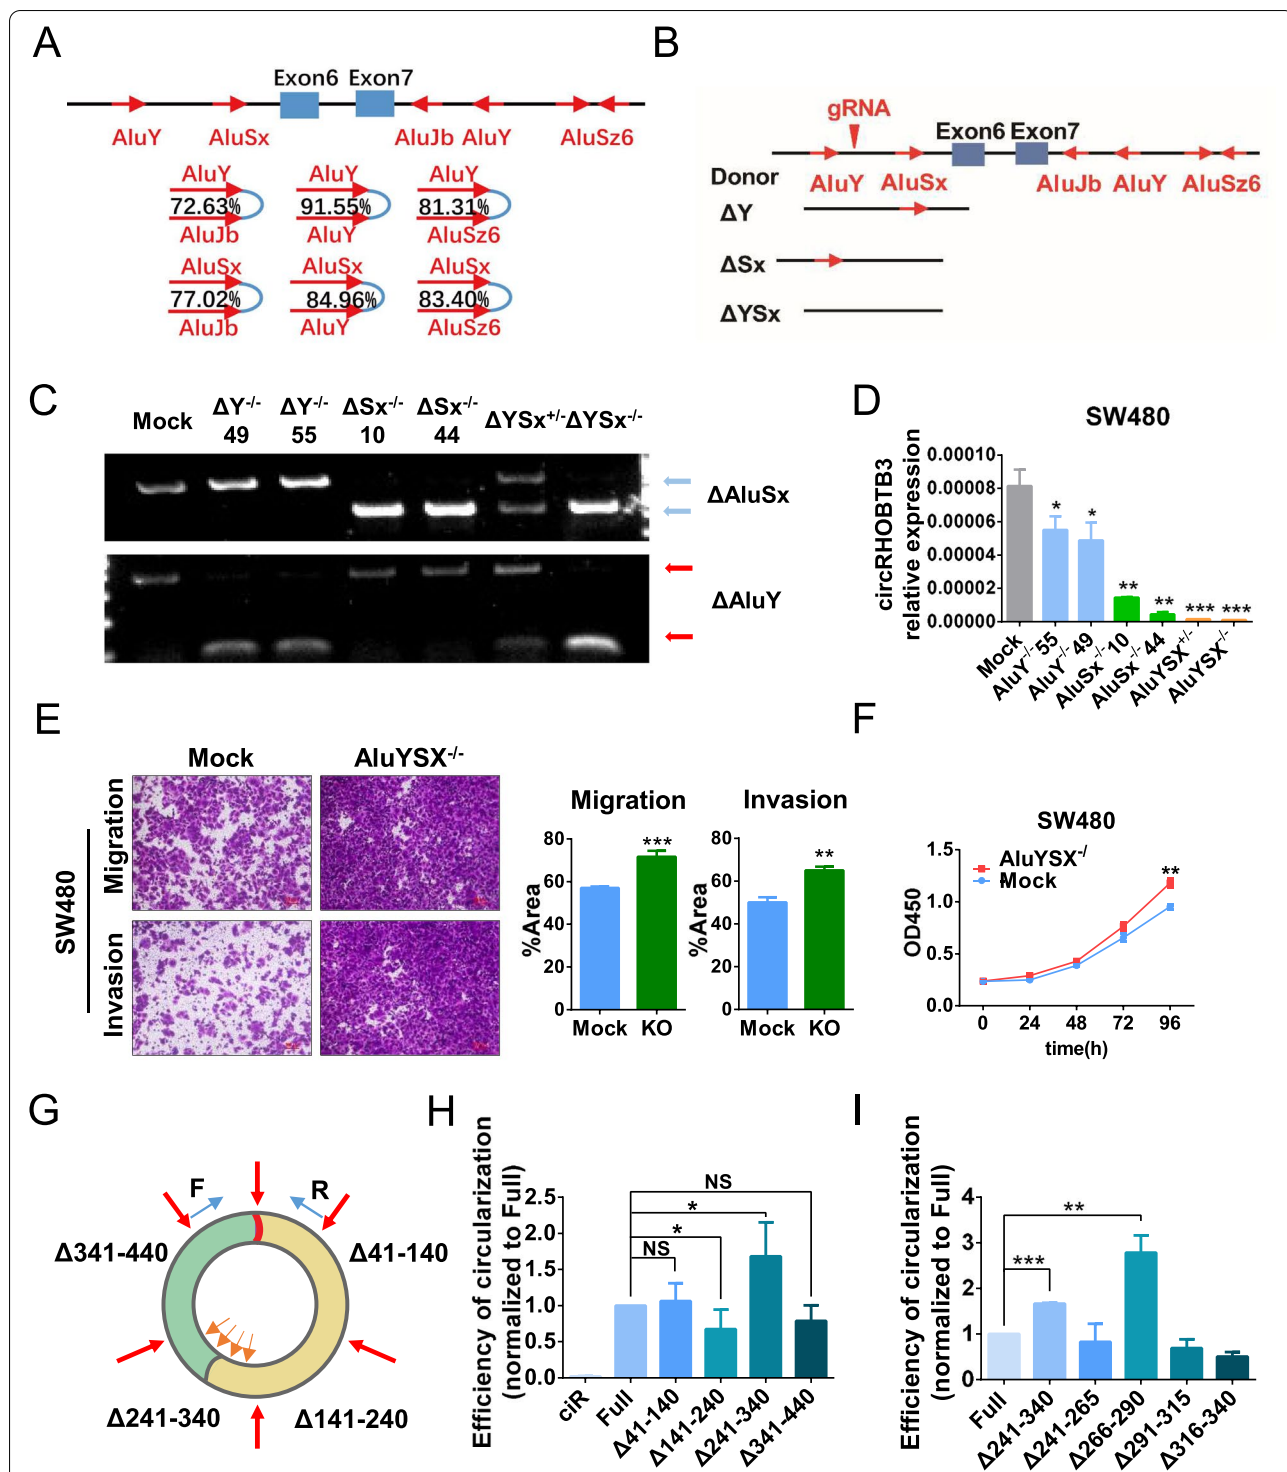 A
Exon6 Exon7
AluY AluSx AluJb AluY AluSz6
AluY AluY AluY
72.63% 91.55% 81.31%
AluJb AluY AluSz6
AluSx AluSx AluSx
77.02% 84.96% 83.40%
AluJb AluY AluSz6
B
gRNA
Exon6 Exon7
Donor AluY AluSx AluJb AluY AluSz6
ΔY
ΔSx
ΔYSx
C
Mock ΔY-/- 49 ΔY-/- 55 ΔSx-/- 10 ΔSx-/- 44 ΔYSx+/- ΔYSx-/-
ΔAluSx
ΔAluY
D
SW480
circRHOBTB3
relative expression
0.00010
0.00008
0.00006
0.00004
0.00002
0.00000
* * ** ** *** ***
Mock AluY-/- 55 AluY-/- 49 AluSx-/- 10 AluSx-/- 44 AluYSX+/- AluYSX-/-
E
Mock AluYSX-/-
SW480
Migration
Invasion
Migration
%Area
80
60
40
20
0
***
Mock KO
Invasion
%Area
80
60
40
20
0
**
Mock KO
F
SW480
AluYSX-/
Mock
OD450
1.5
1.0
0.5
0.0
**
0 24 48 72 96
time(h)
G
F R
Δ341-440 Δ41-140
Δ241-340 Δ141-240
H
Efficiency of circularization
(normalized to Full)
2.5
2.0
1.5
1.0
0.5
0.0
NS
*
*
NS
ciR Full Δ41-140 Δ141-240 Δ241-340 Δ341-440
I
Efficiency of circularization
(normalized to Full)
4
3
2
1
0
**
***
Full Δ241-340 Δ241-265 Δ266-290 Δ291-315 Δ316-340